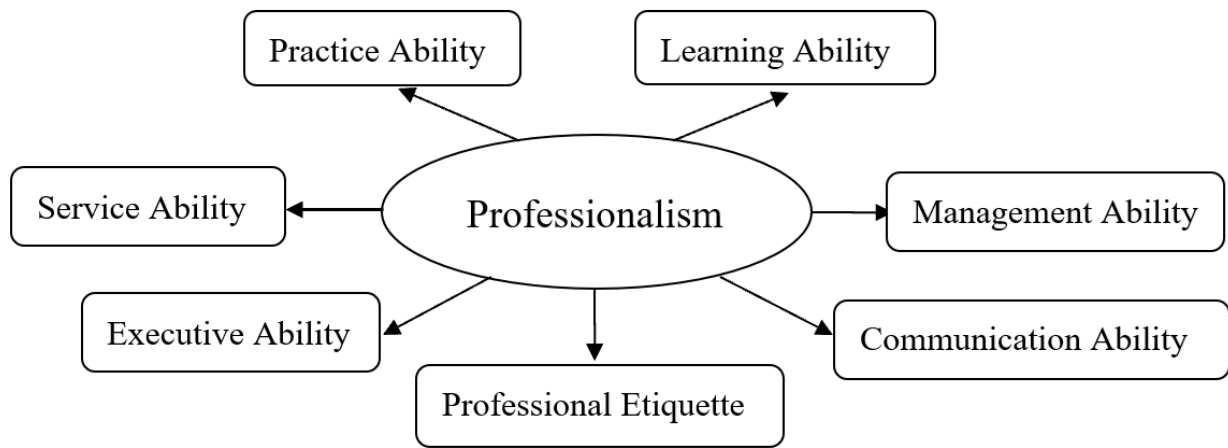 Practice Ability
Learning Ability
Service Ability
Professionalism
Management Ability
Executive Ability
Communication Ability
Professional Etiquette